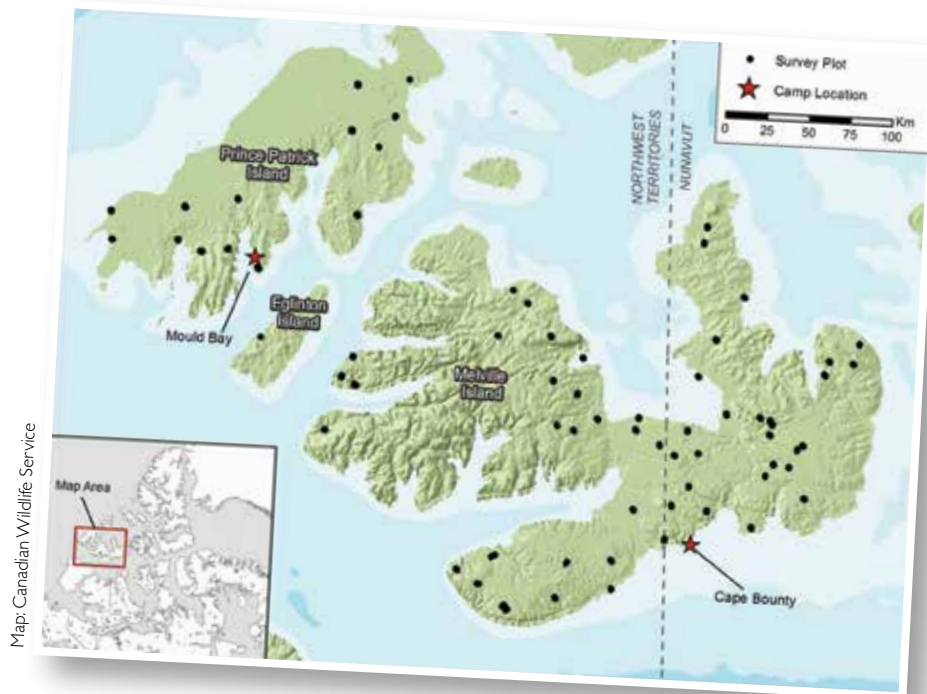 Survey Plot
Camp Location
Km
0 25 50 75 100
NORTHWEST
TERRITORIES
NUNAVUT
Prince Patrick
Island
Mould Bay
Eglinton
Island
Melville
Island
Cape Bounty
Map Area
Map: Canadian Wildlife Service